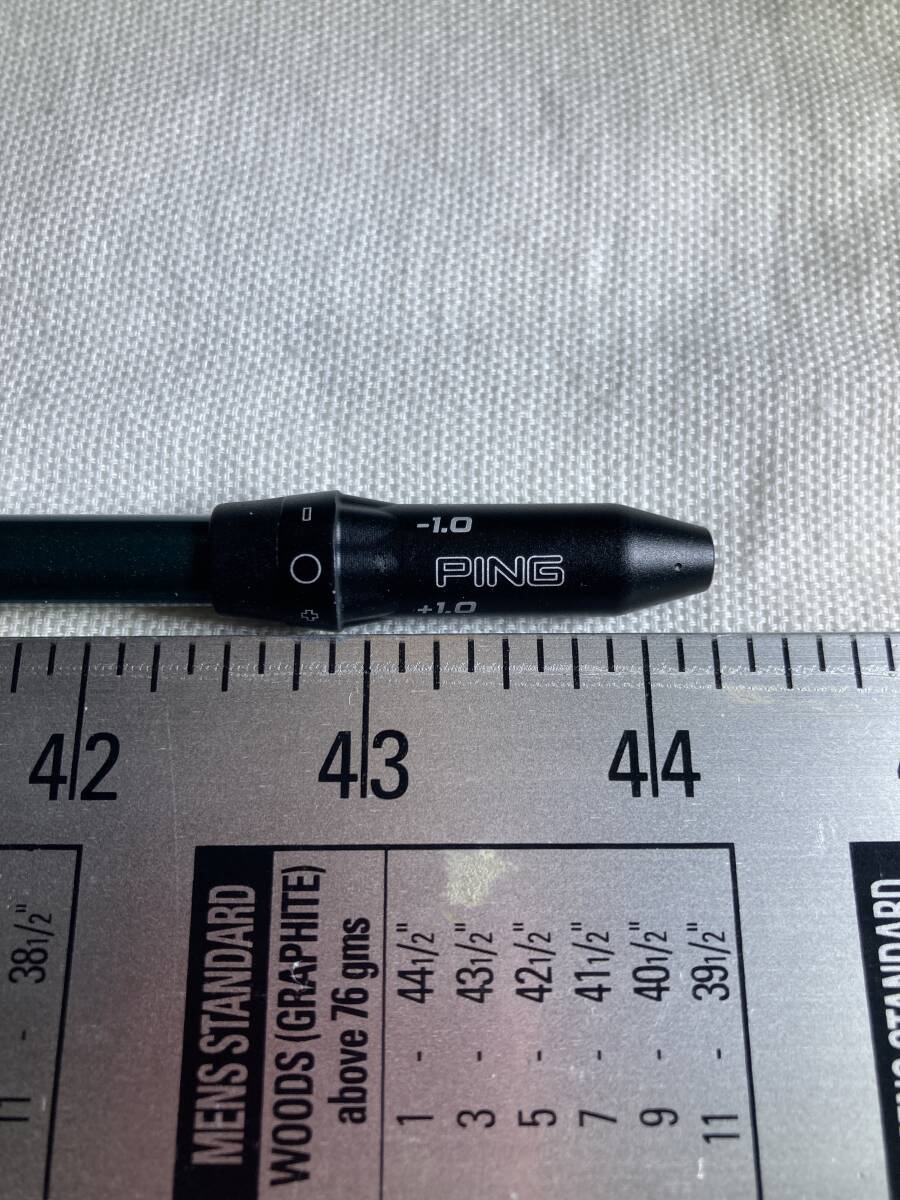 -1.0
PING
+1.0
42
43
44
MENS STANDARD
WOODS (GRAPHITE)
above 76 gms
1 - 44 1/2"
3 - 43 1/2"
5 - 42 1/2"
7 - 41 1/2"
9 - 40 1/2"
11 - 39 1/2"
11 - 38 1/2"
STANDARD